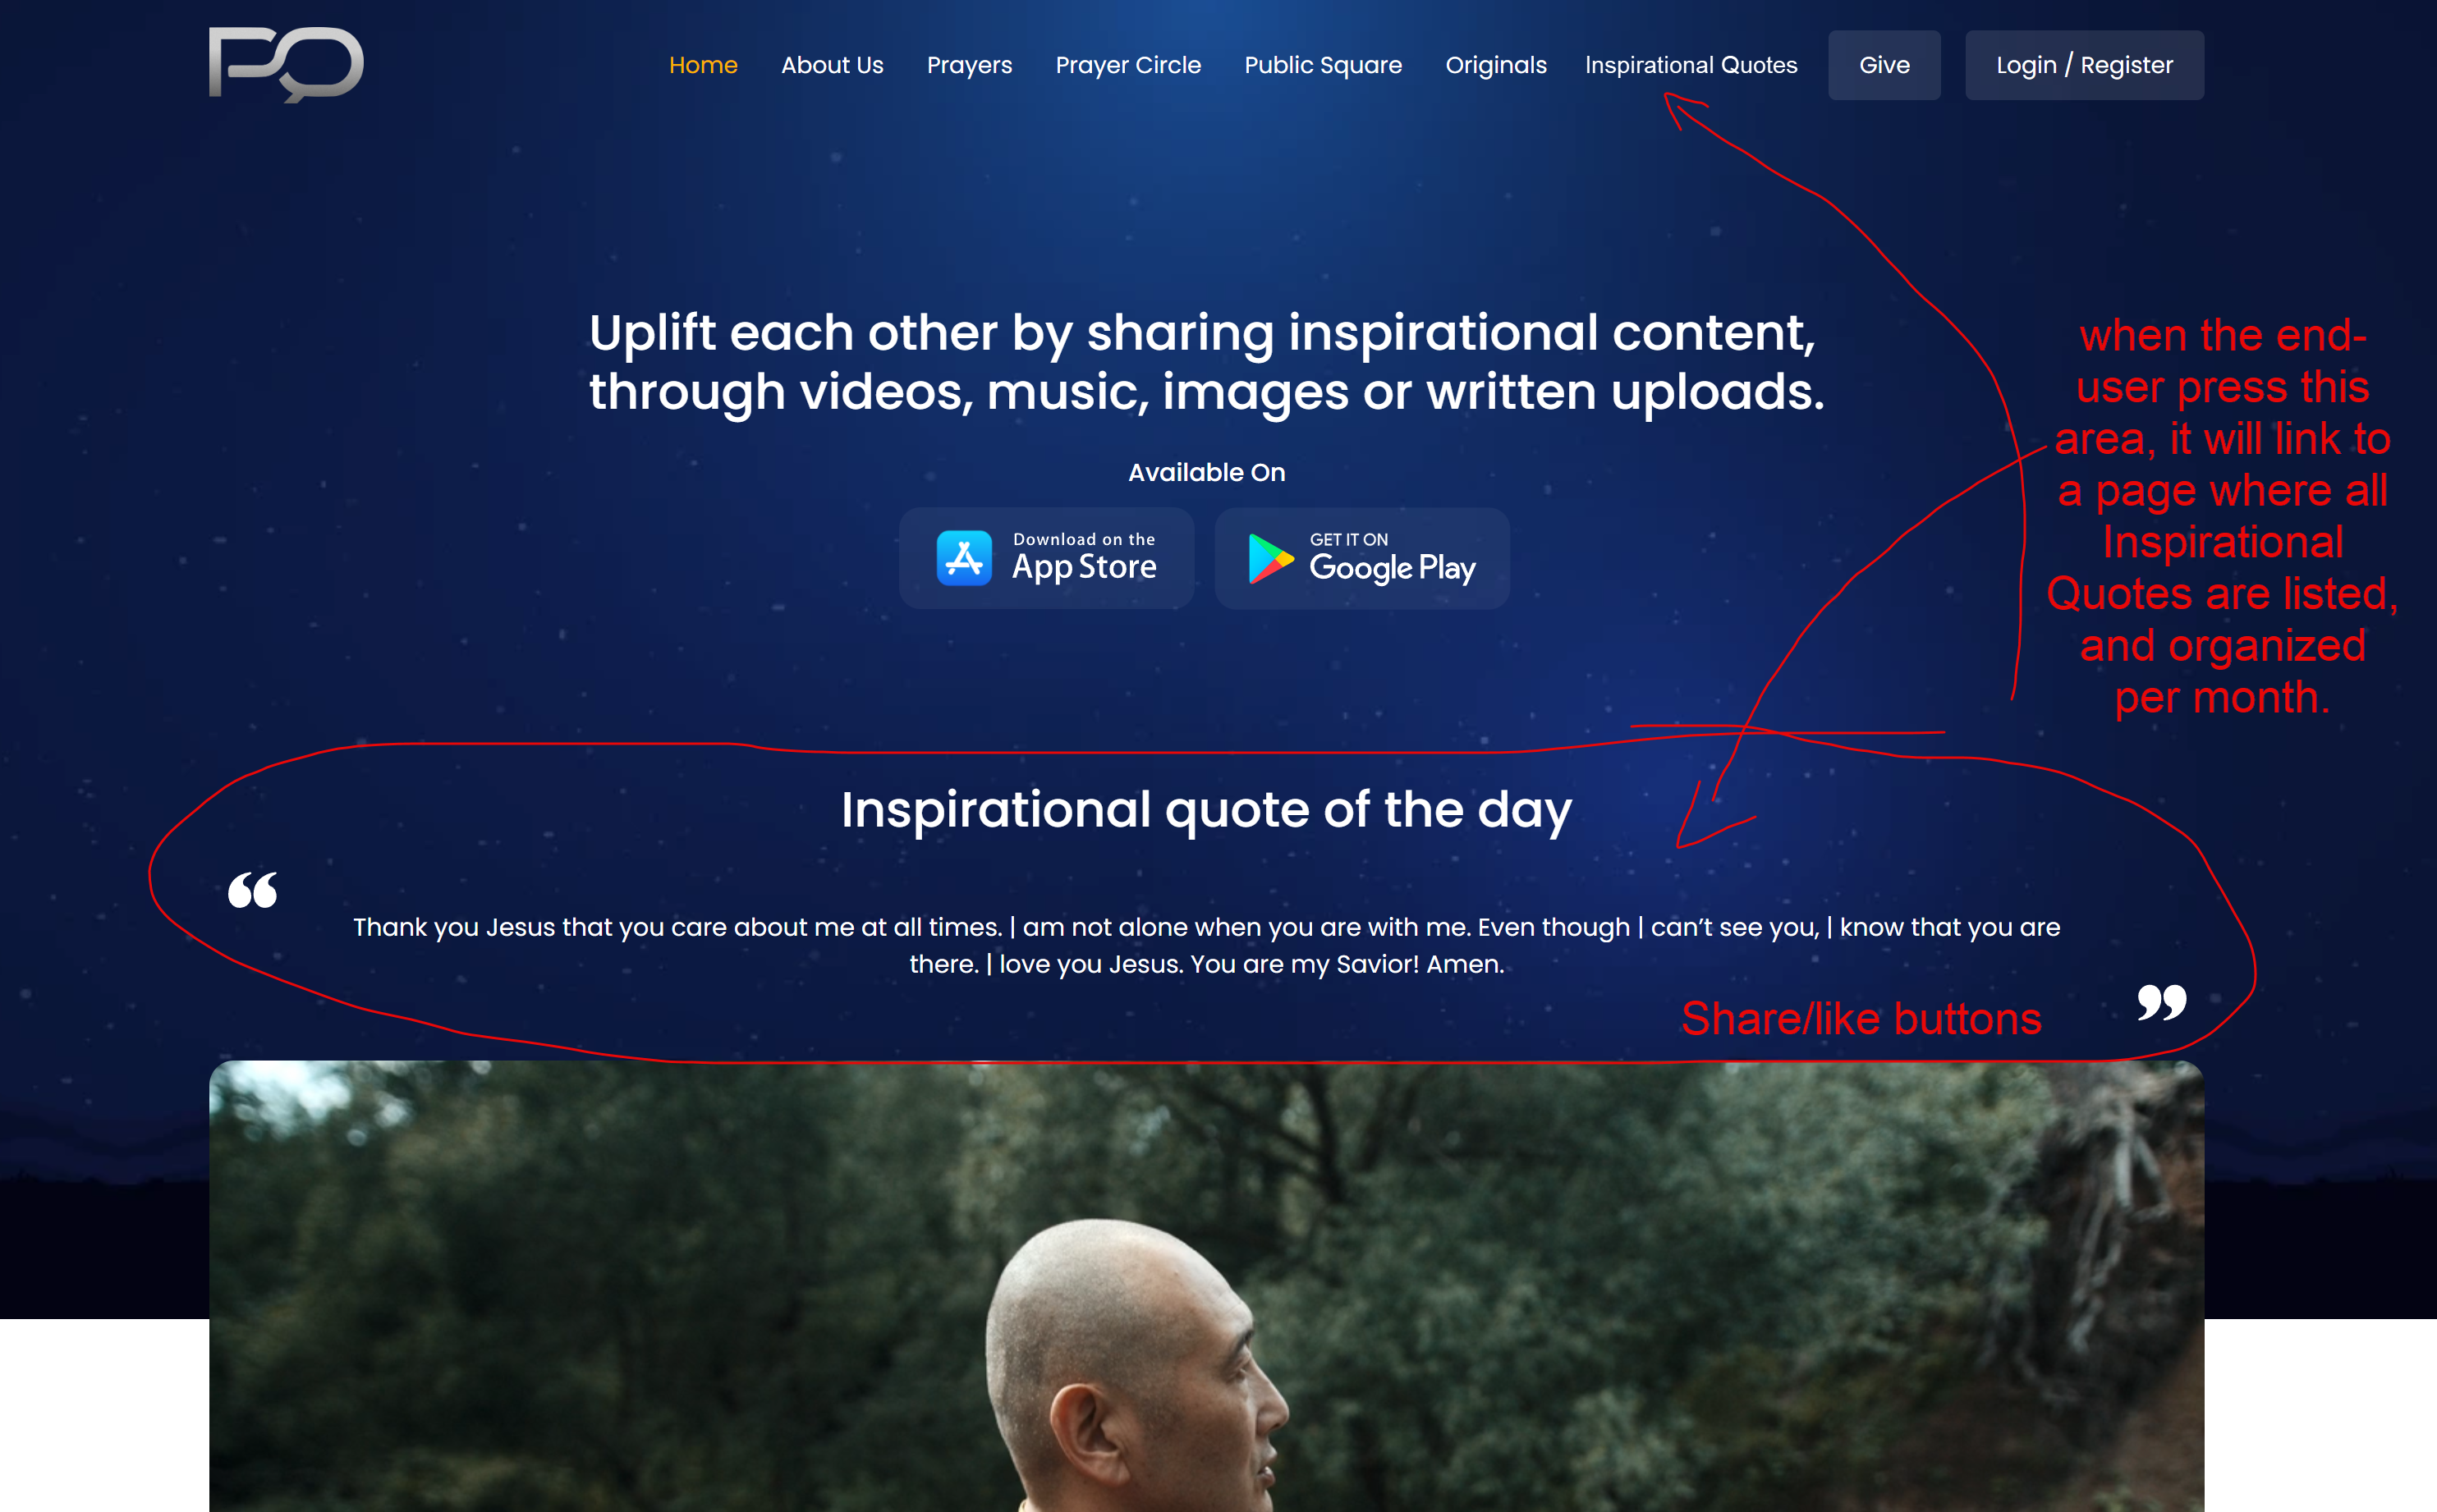 PQ
Home About Us Prayers Prayer Circle Public Square Originals Inspirational Quotes Give Login / Register
Uplift each other by sharing inspirational content,
through videos, music, images or written uploads.
Available On
Download on the
App Store
GET IT ON
Google Play
when the end-
user press this
area, it will link to
a page where all
Inspirational
Quotes are listed,
and organized
per month.
Inspirational quote of the day
“
Thank you Jesus that you care about me at all times. | am not alone when you are with me. Even though | can’t see you, | know that you are
there. | love you Jesus. You are my Savior! Amen.
”
Share/like buttons